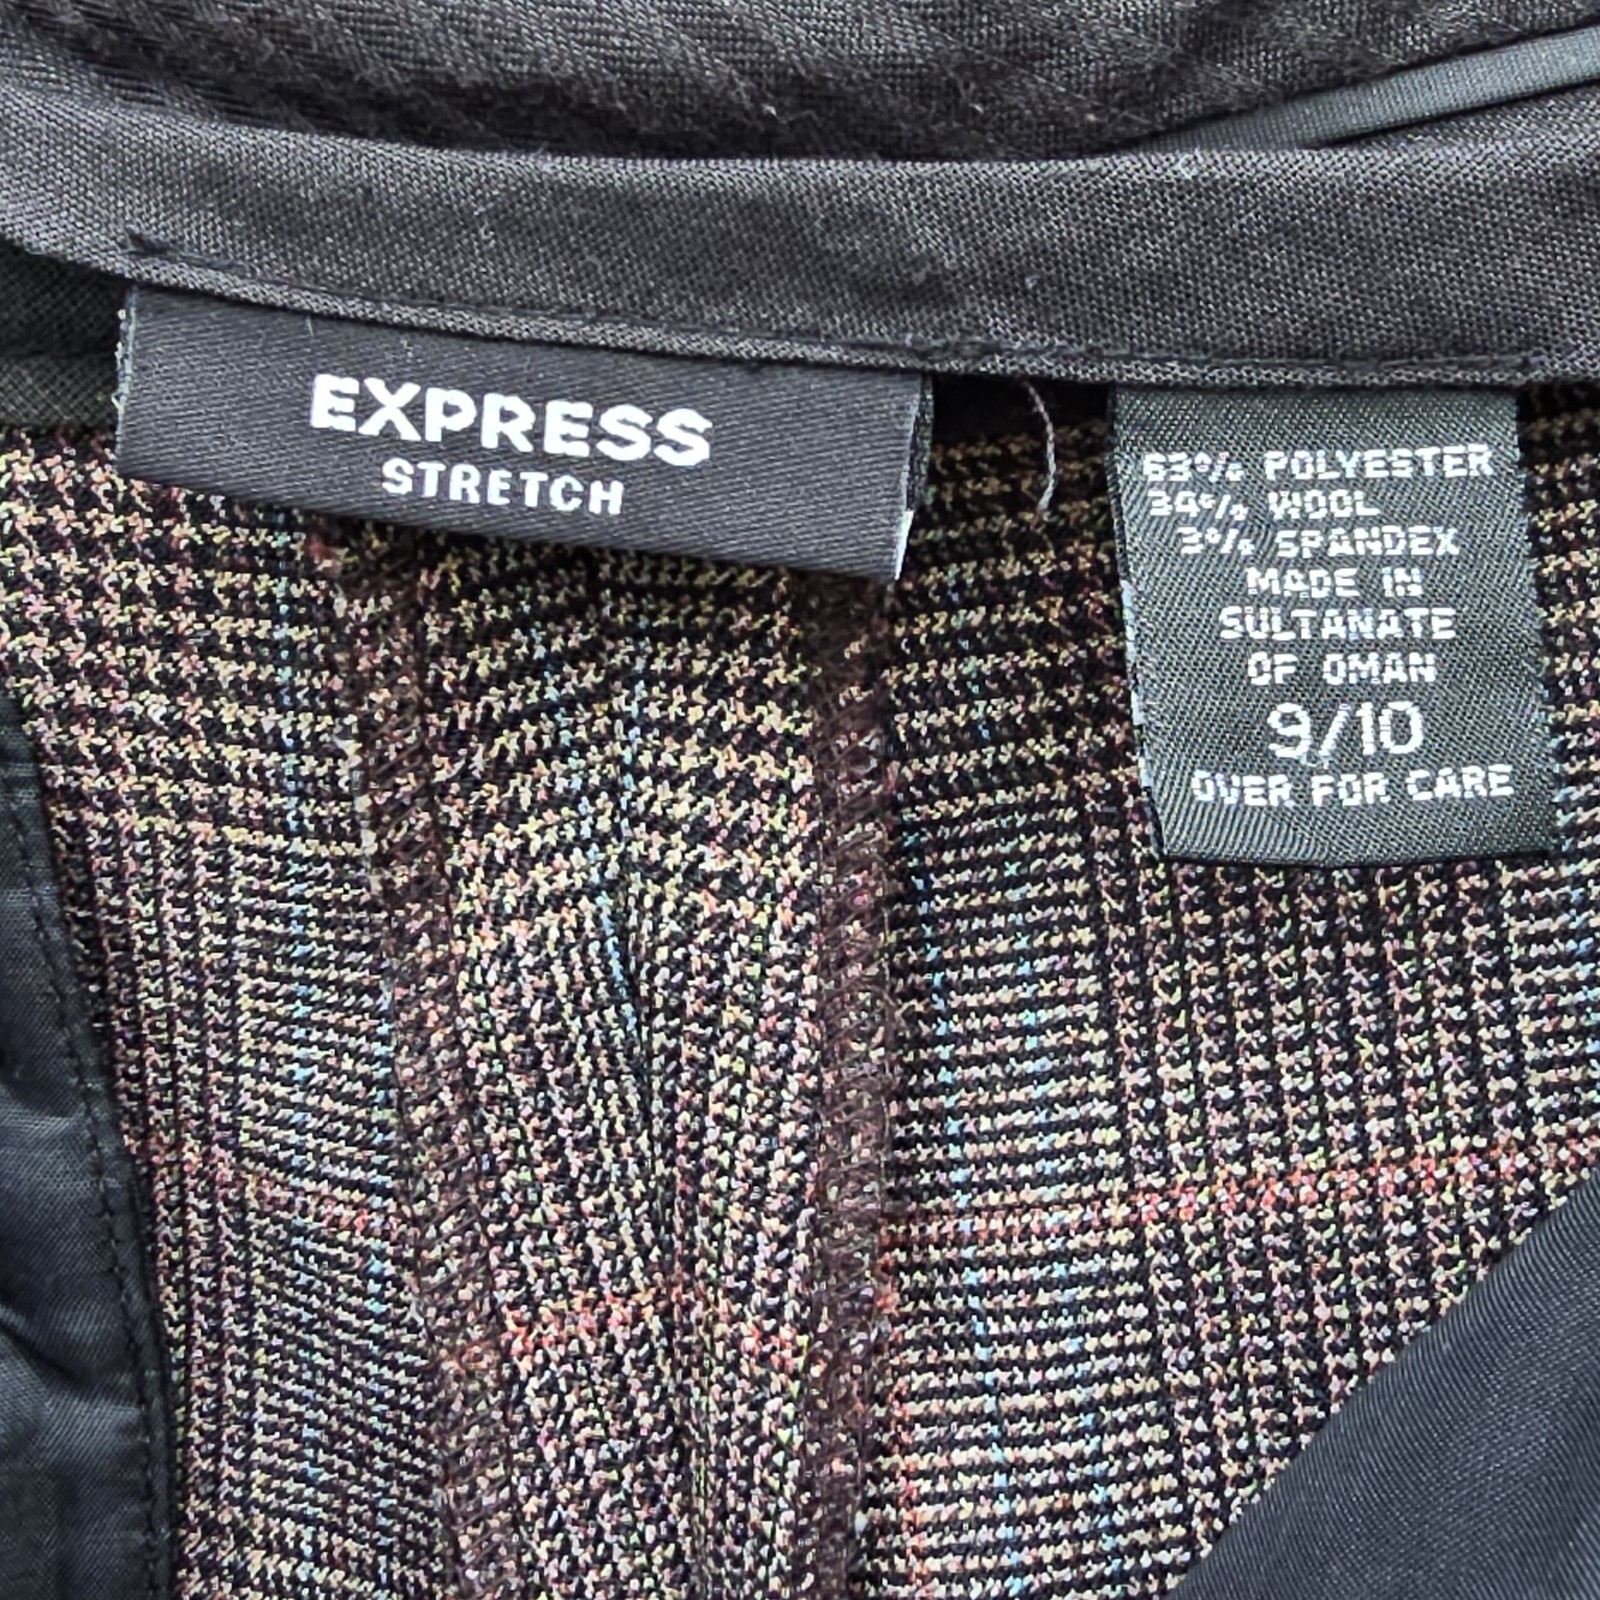 EXPRESS
STRETCH
63% POLYESTER
34% WOOL
3% SPANDEX
MADE IN
SULTANATE
OF OMAN
9/10
OVER FOR CARE